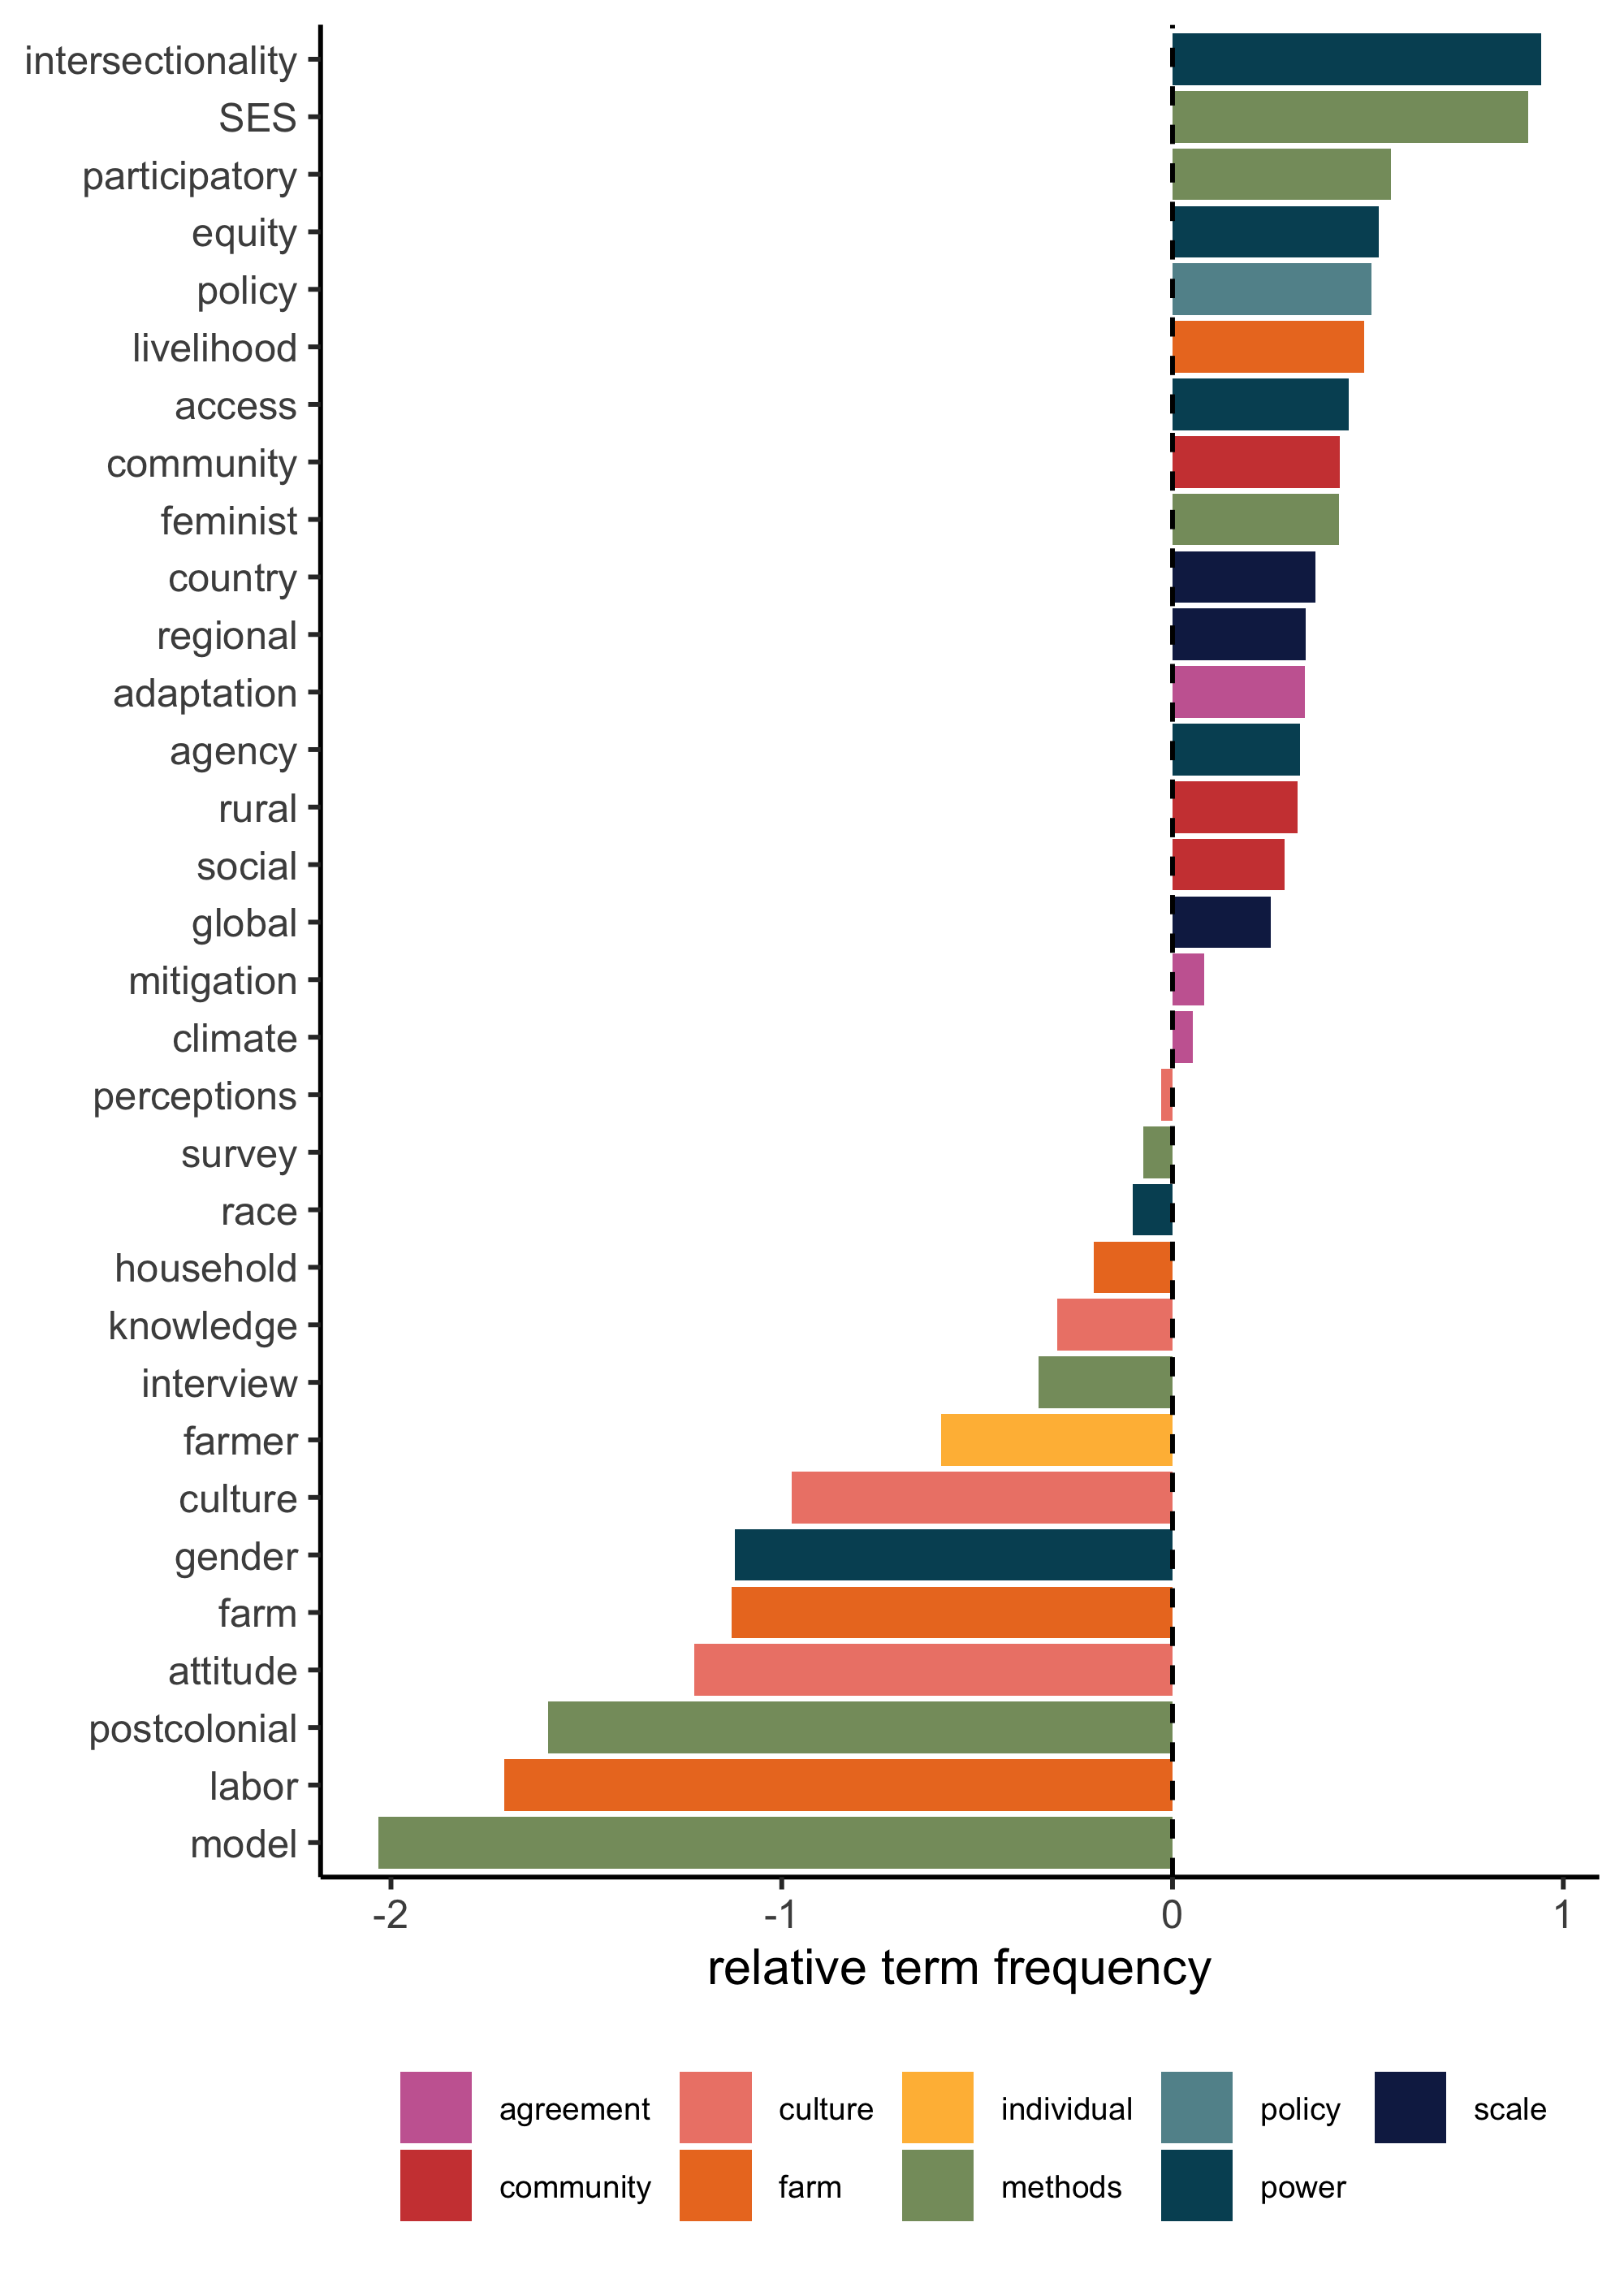 intersectionality
SES
participatory
equity
policy
livelihood
access
community
feminist
country
regional
adaptation
agency
rural
social
global
mitigation
climate
perceptions
survey
race
household
knowledge
interview
farmer
culture
gender
farm
attitude
postcolonial
labor
model
-2 -1 0 1
relative term frequency
agreement culture individual policy scale
community farm methods power